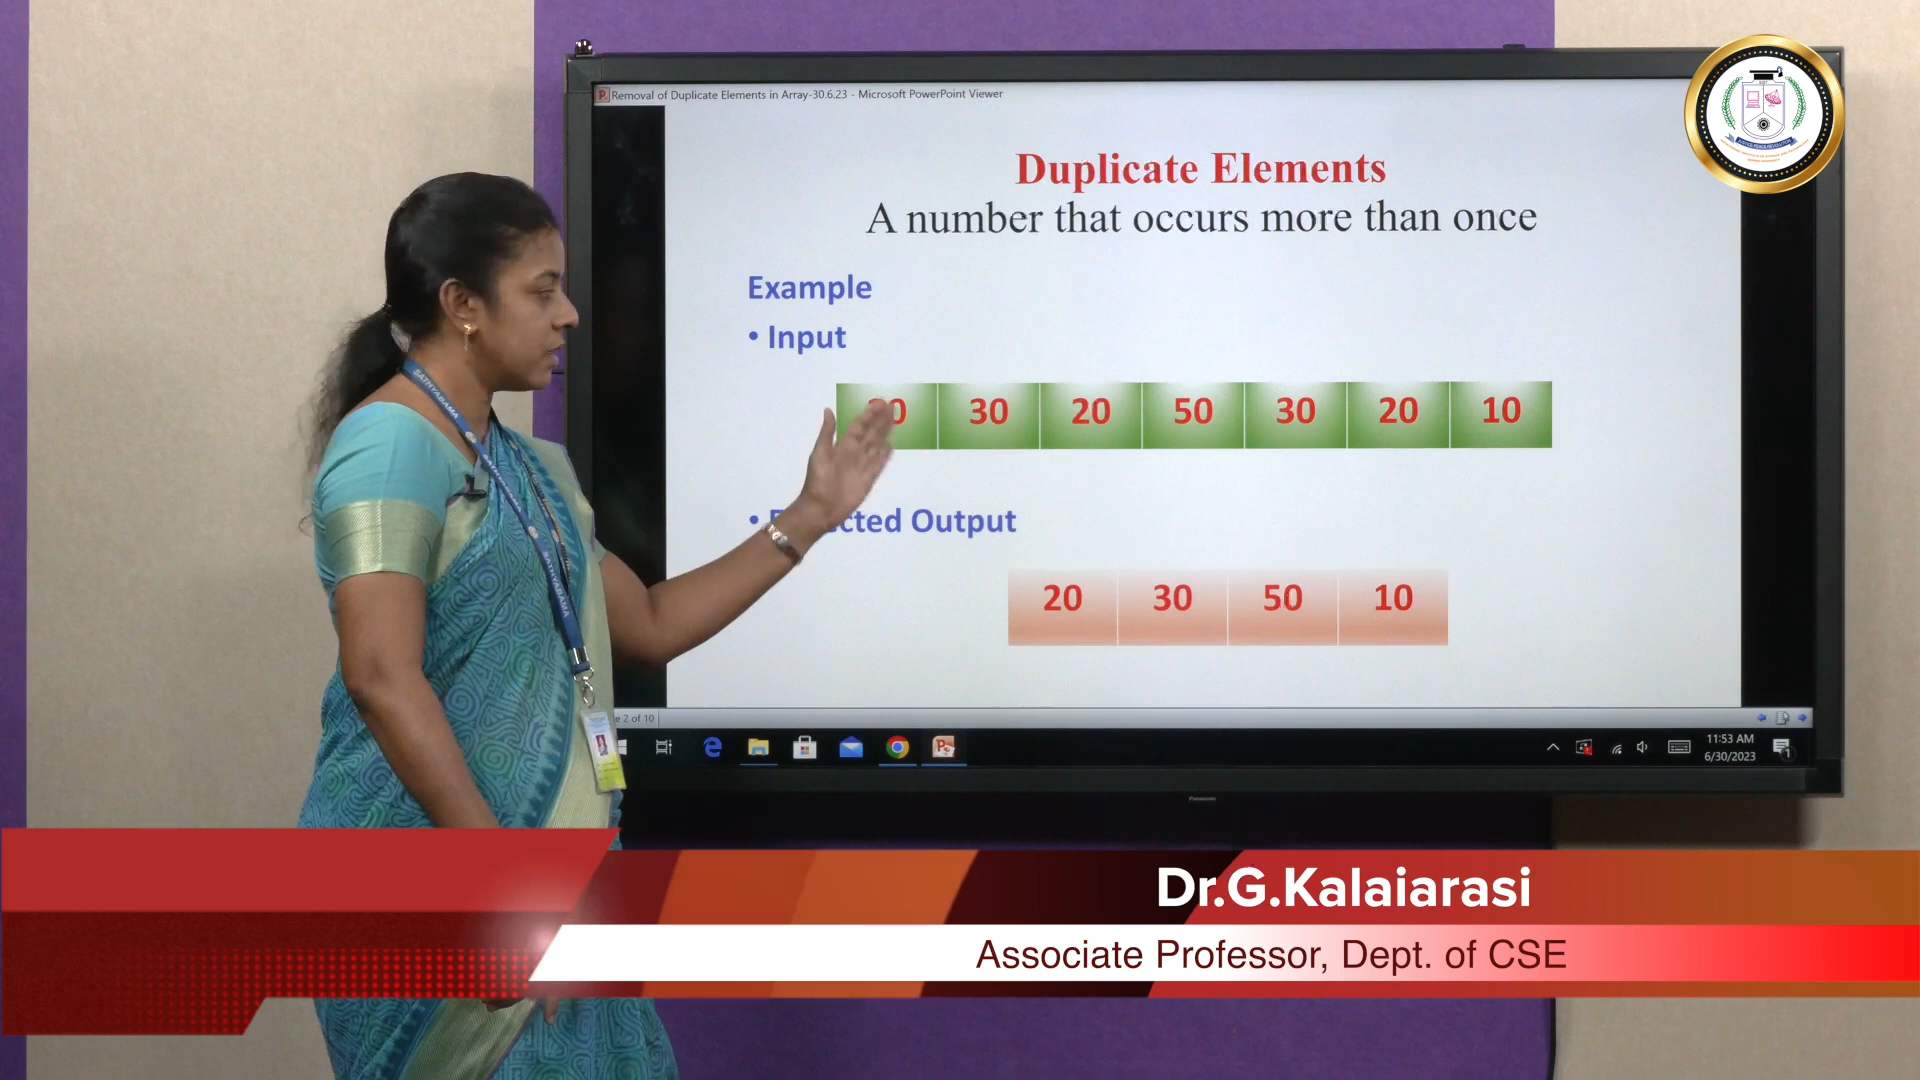 Removal of Duplicate Elements in Array-30.6.23 - Microsoft PowerPoint Viewer
Duplicate Elements
A number that occurs more than once
Example
• Input
30 20 50 30 20 10
Output
20 30 50 10
2 of 10
11:53 AM
6/30/2023
SATHYABAMA
SATHYABAMA
Dr.G.Kalaiarasi
Associate Professor, Dept. of CSE